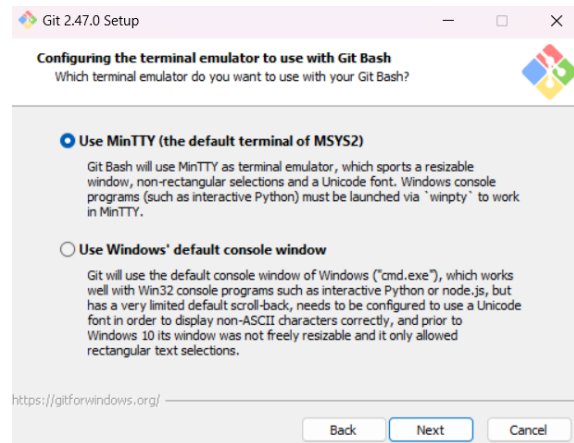 Git 2.47.0 Setup
Configuring the terminal emulator to use with Git Bash
Which terminal emulator do you want to use with your Git Bash?
Use MinTTY (the default terminal of MSYS2)
Git Bash will use MinTTY as terminal emulator, which sports a resizable
window, non-rectangular selections and a Unicode font. Windows console
programs (such as interactive Python) must be launched via `winpty` to work
in MinTTY.
Use Windows' default console window
Git will use the default console window of Windows ("cmd.exe"), which works
well with Win32 console programs such as interactive Python or node.js, but
has a very limited default scroll-back, needs to be configured to use a Unicode
font in order to display non-ASCII characters correctly, and prior to
Windows 10 its window was not freely resizable and it only allowed
rectangular text selections.
https://gitforwindows.org/
Back Next Cancel